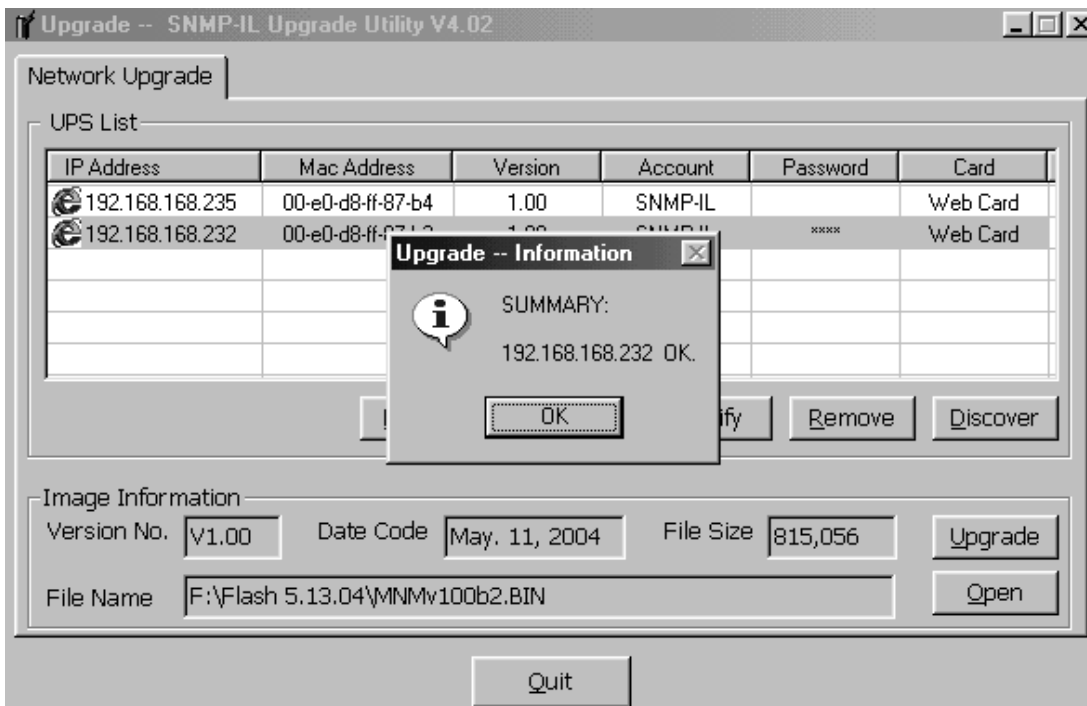 Upgrade -- SNMP-IL Upgrade Utility V4.02
Network Upgrade
UPS List
IP Address Mac Address Version Account Password Card
192.168.168.235 00-e0-d8-ff-87-b4 1.00 SNMP-IL Web Card
192.168.168.232 00-e0-d8-ff- **** Web Card
Upgrade -- Information
SUMMARY:
192.168.168.232 OK.
OK
Remove
Discover
Image Information
Version No. V1.00 Date Code May. 11, 2004 File Size 815,056
Upgrade
File Name F:\Flash 5.13.04\MNMv100b2.BIN
Open
Quit